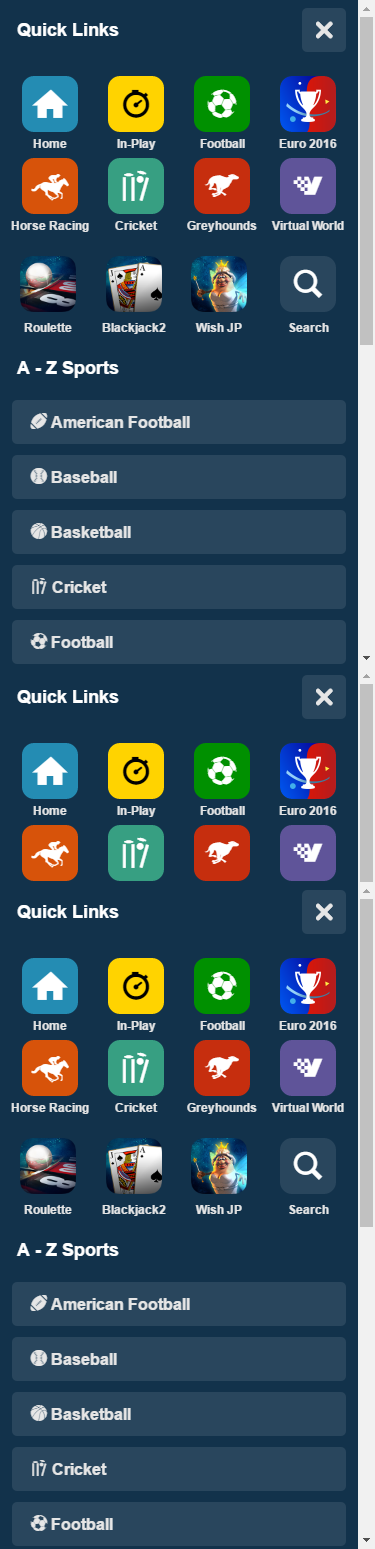 Quick Links
Home In-Play Football Euro 2016
Horse Racing Cricket Greyhounds Virtual World
Roulette Blackjack2 Wish JP Search
A - Z Sports
American Football
Baseball
Basketball
Cricket
Football
Quick Links
Home In-Play Football Euro 2016
Quick Links
Home In-Play Football Euro 2016
Horse Racing Cricket Greyhounds Virtual World
Roulette Blackjack2 Wish JP Search
A - Z Sports
American Football
Baseball
Basketball
Cricket
Football